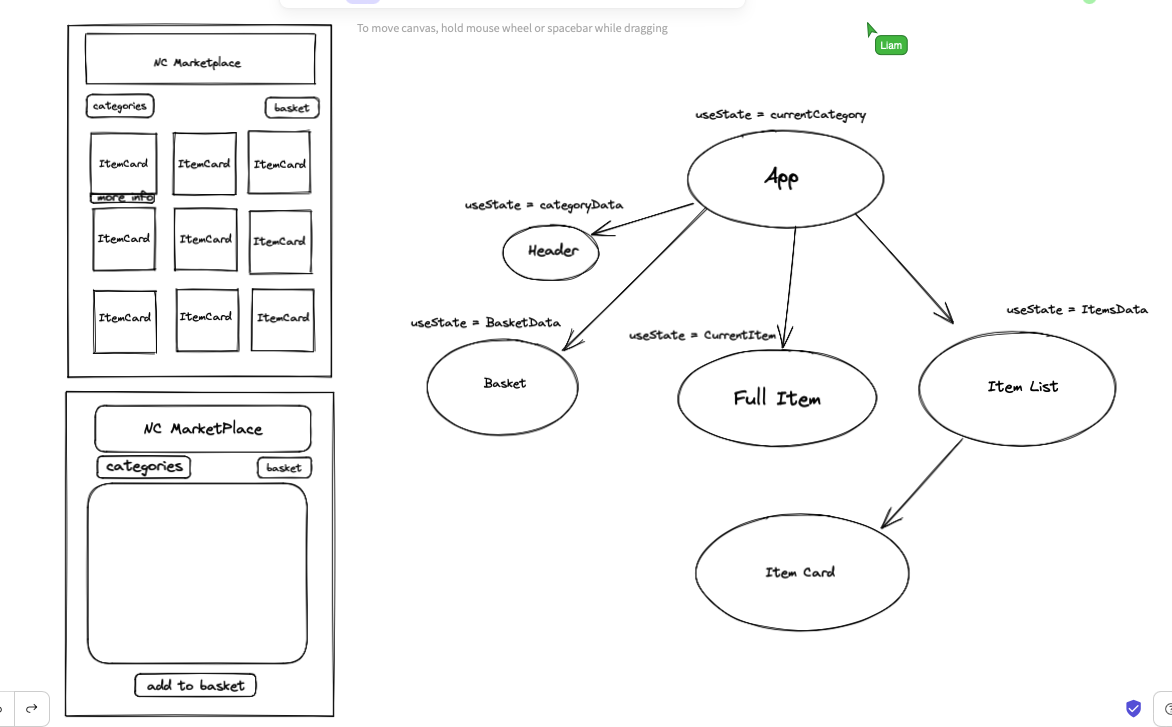 To move canvas, hold mouse wheel or spacebar while dragging
Liam
NC Marketplace
categories
basket
ItemCard
ItemCard
ItemCard
more info
ItemCard
ItemCard
ItemCard
ItemCard
ItemCard
ItemCard
NC MarketPlace
categories
basket
add to basket
useState = currentCategory
App
useState = categoryData
Header
useState = BasketData
Basket
useState = CurrentItem
Full Item
useState = ItemsData
Item List
Item Card